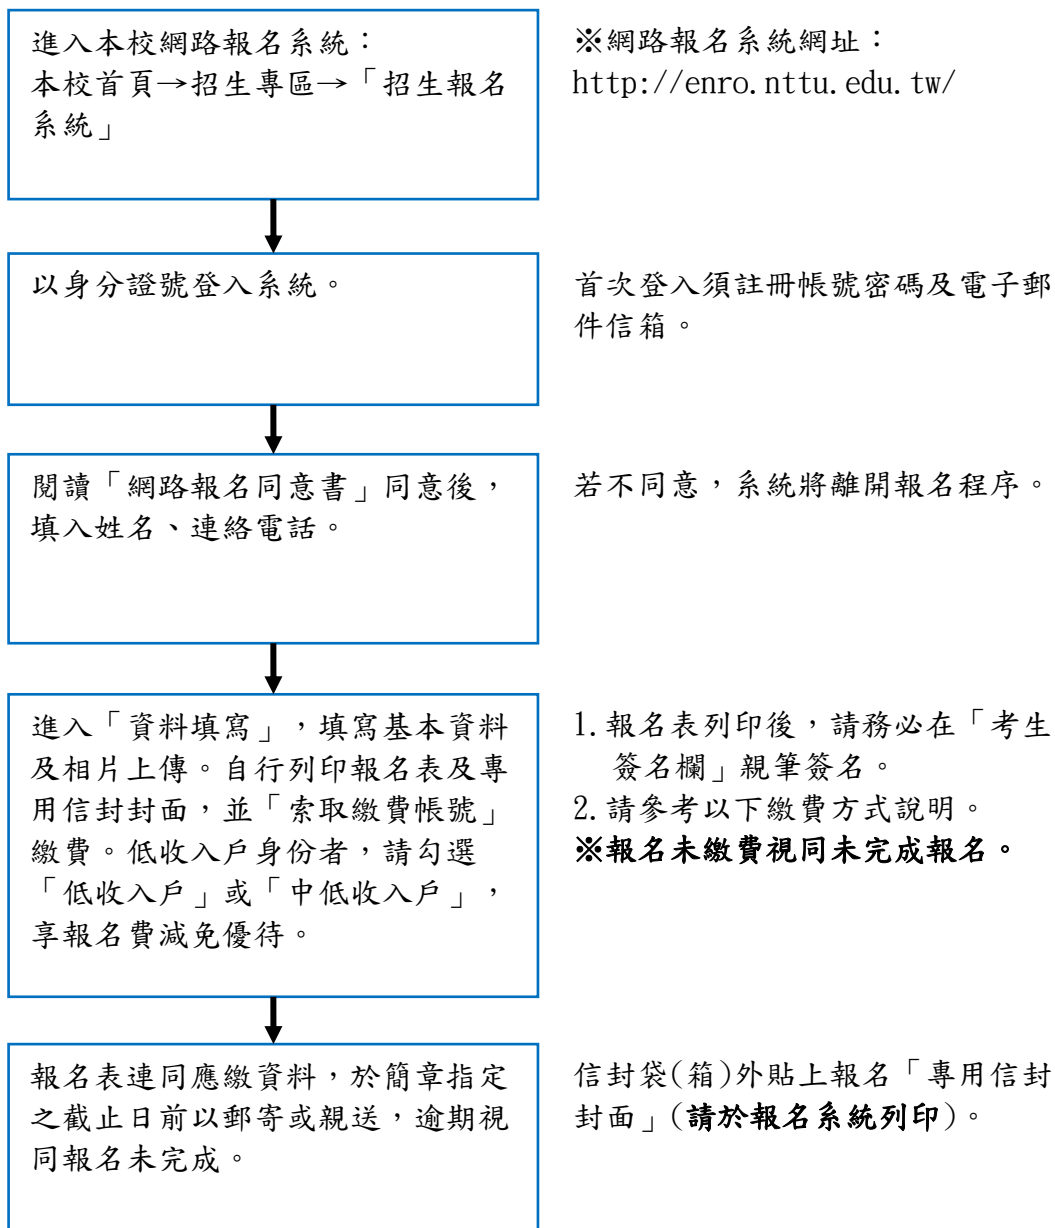 進入本校網路報名系統：
本校首頁→招生專區→「招生報名
系統」
※網路報名系統網址：
http://enro.nttu.edu.tw/
以身分證號登入系統。
首次登入須註冊帳號密碼及電子郵
件信箱。
閱讀「網路報名同意書」同意後，
填入姓名、連絡電話。
若不同意，系統將離開報名程序。
進入「資料填寫」，填寫基本資料
及相片上傳。自行列印報名表及專
用信封封面，並「索取繳費帳號」
繳費。低收入戶身份者，請勾選
「低收入戶」或「中低收入戶」，
享報名費減免優待。
1.報名表列印後，請務必在「考生
簽名欄」親筆簽名。
2.請參考以下繳費方式說明。
※報名未繳費視同未完成報名。
報名表連同應繳資料，於簡章指定
之截止日前以郵寄或親送，逾期視
同報名未完成。
信封袋(箱)外貼上報名「專用信封
封面」(請於報名系統列印)。